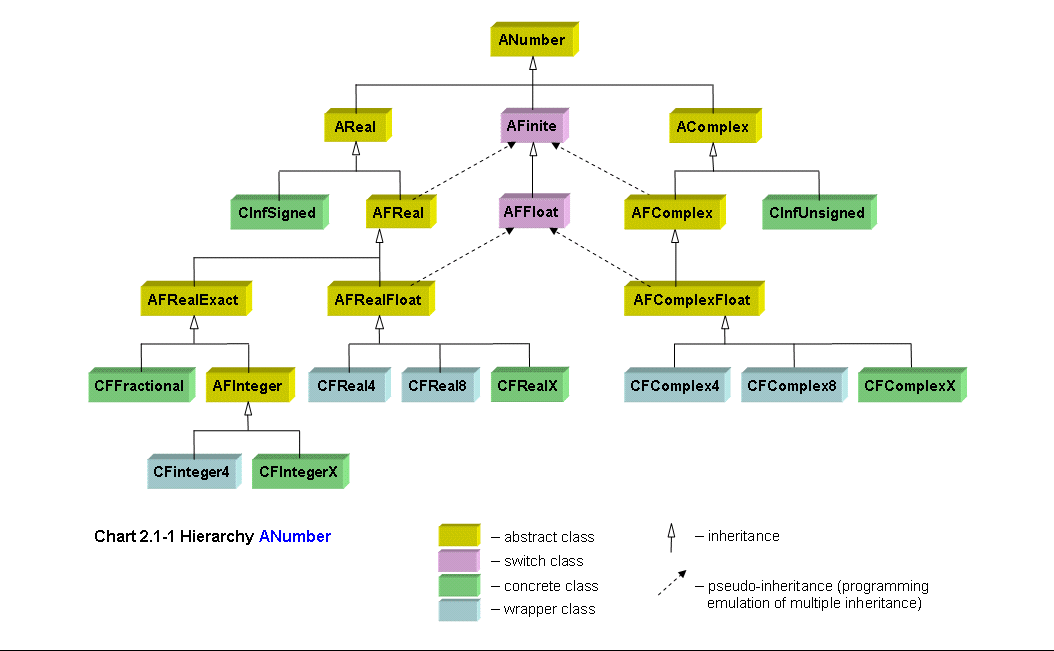 ANumber
AReal
AFinite
AComplex
CInfSigned
AFReal
AFFloat
AFComplex
CInfUnsigned
AFRealExact
AFRealFloat
AFComplexFloat
CFFractional
AFInteger
CFReal4
CFReal8
CFRealX
CFComplex4
CFComplex8
CFComplexX
CFinteger4
CFIntegerX
Chart 2.1-1 Hierarchy ANumber
– abstract class
– switch class
– concrete class
– wrapper class
– inheritance
– pseudo-inheritance (programming
emulation of multiple inheritance)